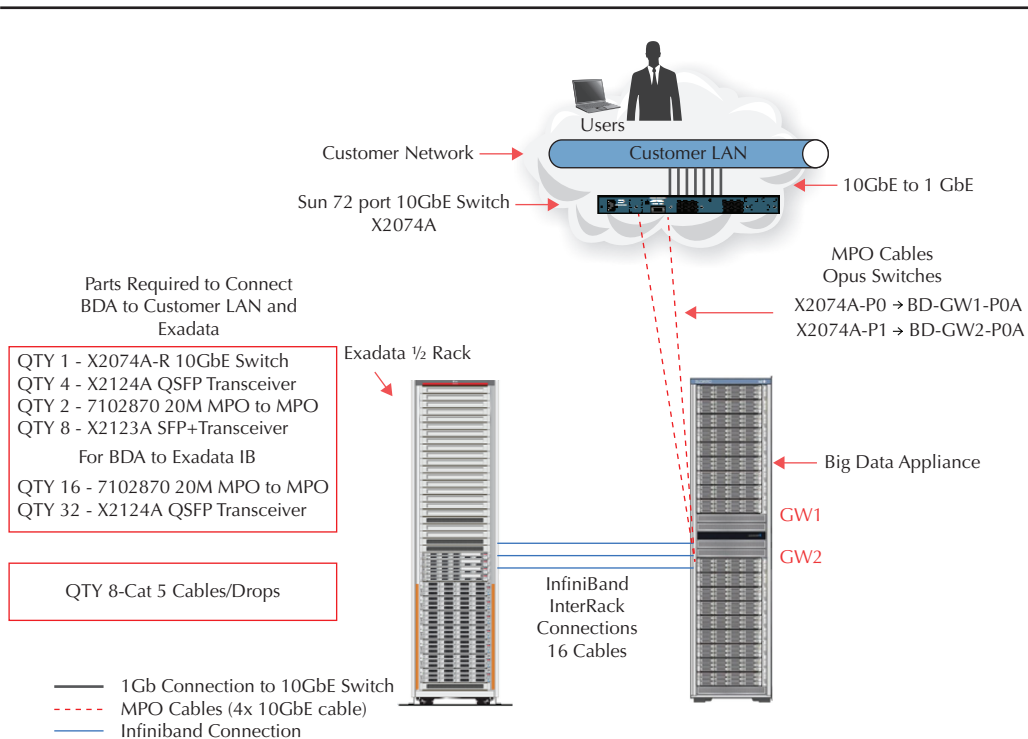 Users
Customer Network
Customer LAN
10GbE to 1 GbE
Sun 72 port 10GbE Switch
X2074A
MPO Cables
Opus Switches
X2074A-P0 → BD-GW1-P0A
X2074A-P1 → BD-GW2-P0A
Parts Required to Connect
BDA to Customer LAN and
Exadata
QTY 1 - X2074A-R 10GbE Switch
QTY 4 - X2124A QSFP Transceiver
QTY 2 - 7102870 20M MPO to MPO
QTY 8 - X2123A SFP+Transceiver
For BDA to Exadata IB
QTY 16 - 7102870 20M MPO to MPO
QTY 32 - X2124A QSFP Transceiver
QTY 8-Cat 5 Cables/Drops
Exadata ½ Rack
Big Data Appliance
GW1
GW2
InfiniBand
InterRack
Connections
16 Cables
1Gb Connection to 10GbE Switch
MPO Cables (4x 10GbE cable)
Infiniband Connection